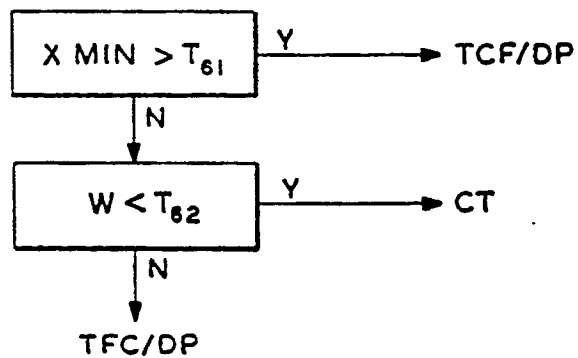 X MIN > T61 Y TCF/DP
N
W < T62 Y CT
N
TFC/DP